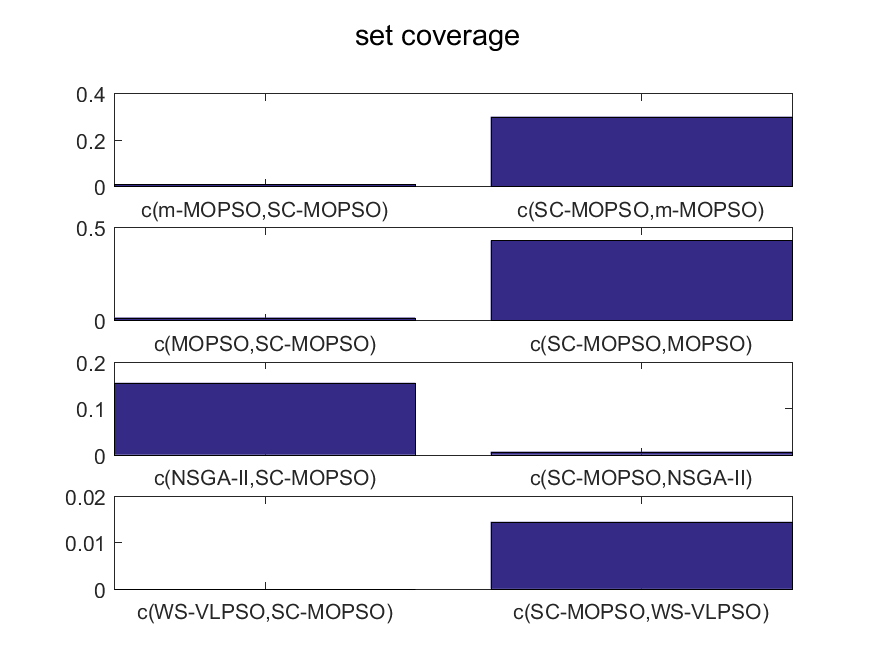 set coverage
0.4
0.2
0
c(m-MOPSO,SC-MOPSO) c(SC-MOPSO,m-MOPSO)
0.5
0
c(MOPSO,SC-MOPSO) c(SC-MOPSO,MOPSO)
0.2
0.1
0
c(NSGA-II,SC-MOPSO) c(SC-MOPSO,NSGA-II)
0.02
0.01
0
c(WS-VLPSO,SC-MOPSO) c(SC-MOPSO,WS-VLPSO)